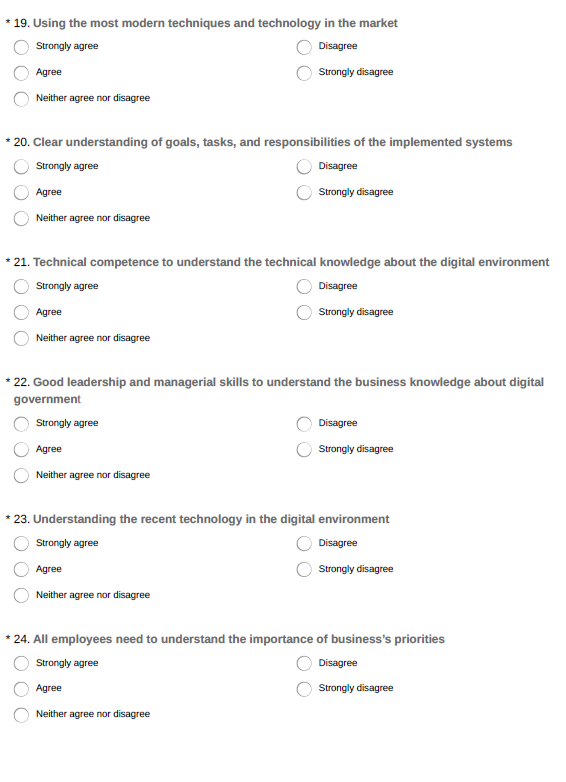 * 19. Using the most modern techniques and technology in the market
Strongly agree
Disagree
Agree
Strongly disagree
Neither agree nor disagree
* 20. Clear understanding of goals, tasks, and responsibilities of the implemented systems
Strongly agree
Disagree
Agree
Strongly disagree
Neither agree nor disagree
* 21. Technical competence to understand the technical knowledge about the digital environment
Strongly agree
Disagree
Agree
Strongly disagree
Neither agree nor disagree
* 22. Good leadership and managerial skills to understand the business knowledge about digital
government
Strongly agree
Disagree
Agree
Strongly disagree
Neither agree nor disagree
* 23. Understanding the recent technology in the digital environment
Strongly agree
Disagree
Agree
Strongly disagree
Neither agree nor disagree
* 24. All employees need to understand the importance of business’s priorities
Strongly agree
Disagree
Agree
Strongly disagree
Neither agree nor disagree